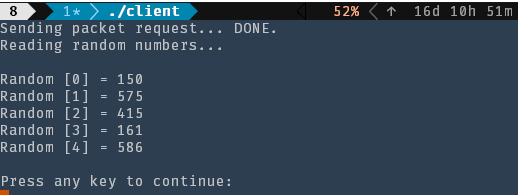 8 1* ./client 52% ↑ 16d 10h 51m
Sending packet request... DONE.
Reading random numbers...
Random [0] = 150
Random [1] = 575
Random [2] = 415
Random [3] = 161
Random [4] = 586
Press any key to continue: